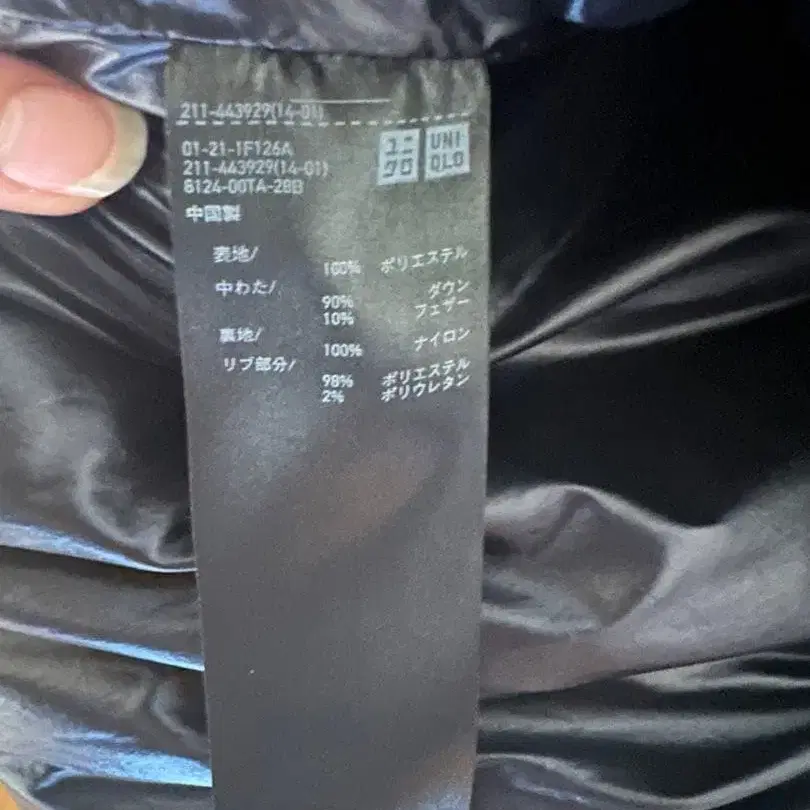 211-443929(14-01)
01-21-1F126A
211-443929(14-01)
8124-00TA-28B
ユニクロ
UNIQLO
中国製
表地/
100% ポリエステル
中わた/
90% ダウン
10% フェザー
裏地/
100% ナイロン
リブ部分/
98% ポリエステル
2% ポリウレタン